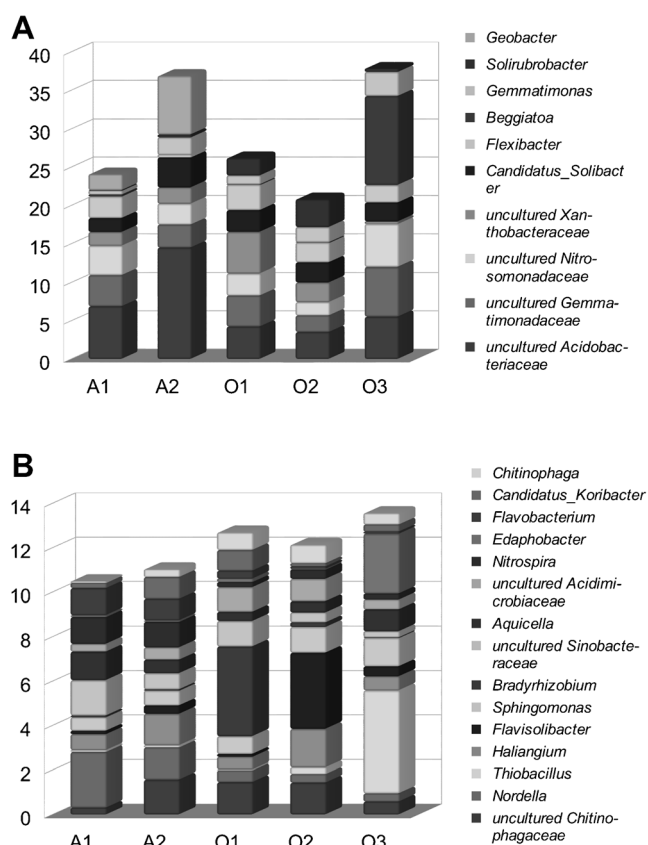 A
40
35
30
25
20
15
10
5
0
A1 A2 O1 O2 O3
Geobacter
Solirubrobacter
Gemmatimonas
Beggiatoa
Flexibacter
Candidatus_Solibact
er
uncultured Xan-
thobacteraceae
uncultured Nitro-
somonadaceae
uncultured Gemma-
timonadaceae
uncultured Acidobac-
teriaceae
B
14
12
10
8
6
4
2
0
A1 A2 O1 O2 O3
Chitinophaga
Candidatus_Koribacter
Flavobacterium
Edaphobacter
Nitrospira
uncultured Acidimi-
crobiaceae
Aquicella
uncultured Sinobacte-
raceae
Bradyrhizobium
Sphingomonas
Flavisolibacter
Haliangium
Thiobacillus
Nordella
uncultured Chitino-
phagaceae